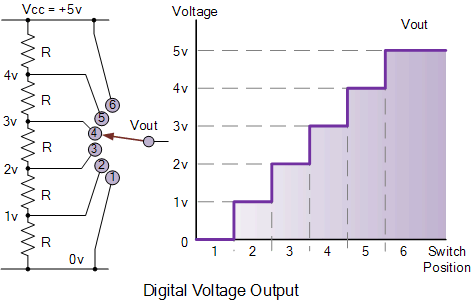 Vcc = +5v
R
4v
R
3v
R
2v
R
1v
R
0v
6
5
4
3
2
1
Vout
Voltage
Vout
5v
4v
3v
2v
1v
0
1 2 3 4 5 6 Switch
Position
Digital Voltage Output